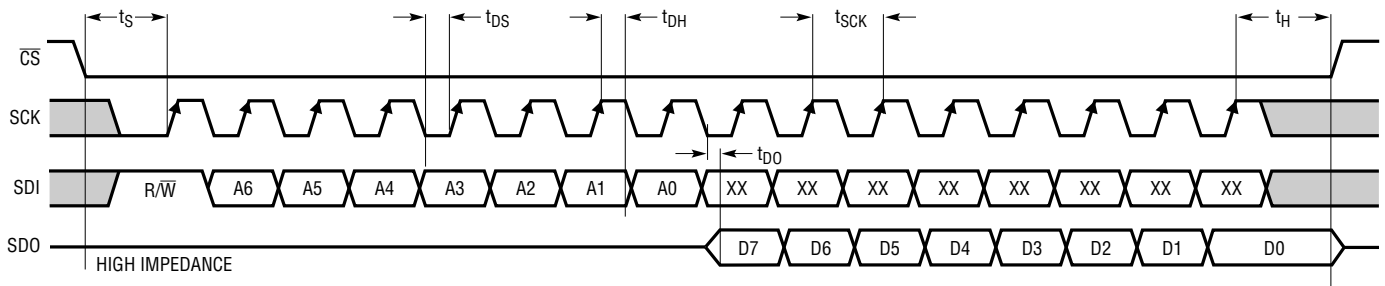 tS tDS tDH tSCK tH
CS
SCK
tDO
SDI R/W A6 A5 A4 A3 A2 A1 A0 XX XX XX XX XX XX XX XX
SDO D7 D6 D5 D4 D3 D2 D1 D0
HIGH IMPEDANCE